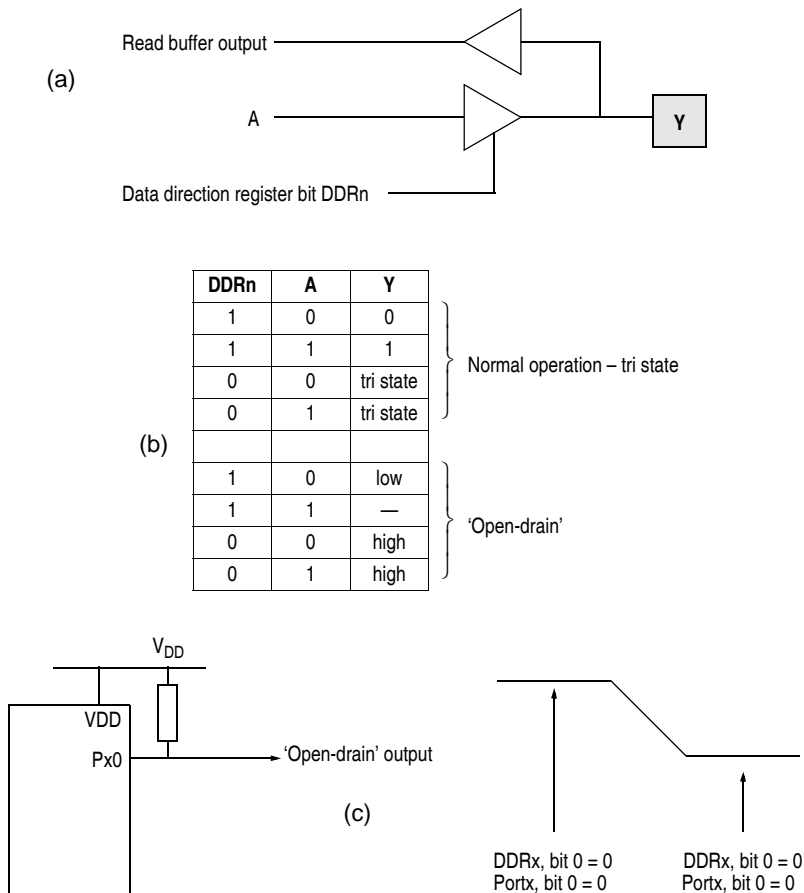 Read buffer output
(a)
A
Y
Data direction register bit DDRn
DDRn A Y
1 0 0
1 1 1
0 0 tri state
0 1 tri state
Normal operation – tri state
(b)
1 0 low
1 1 —
0 0 high
0 1 high
'Open-drain'
VDD
VDD
Px0
'Open-drain' output
(c)
DDRx, bit 0 = 0
Portx, bit 0 = 0
DDRx, bit 0 = 0
Portx, bit 0 = 0